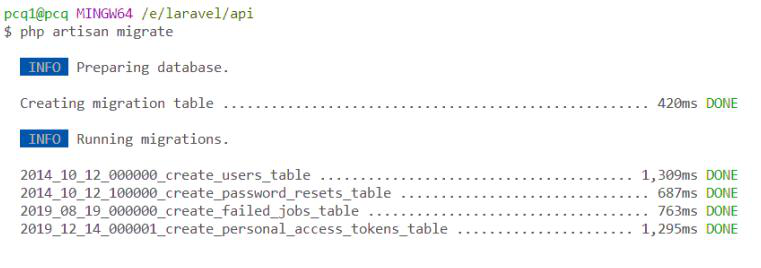 pcq1@pcq MINGW64 /e/laravel/api
$ php artisan migrate
INFO Preparing database.
Creating migration table ..................................................... 420ms DONE
INFO Running migrations.
2014_10_12_000000_create_users_table ....................................... 1,309ms DONE
2014_10_12_100000_create_password_resets_table ............................... 687ms DONE
2019_08_19_000000_create_failed_jobs_table ................................... 763ms DONE
2019_12_14_000001_create_personal_access_tokens_table ...................... 1,295ms DONE